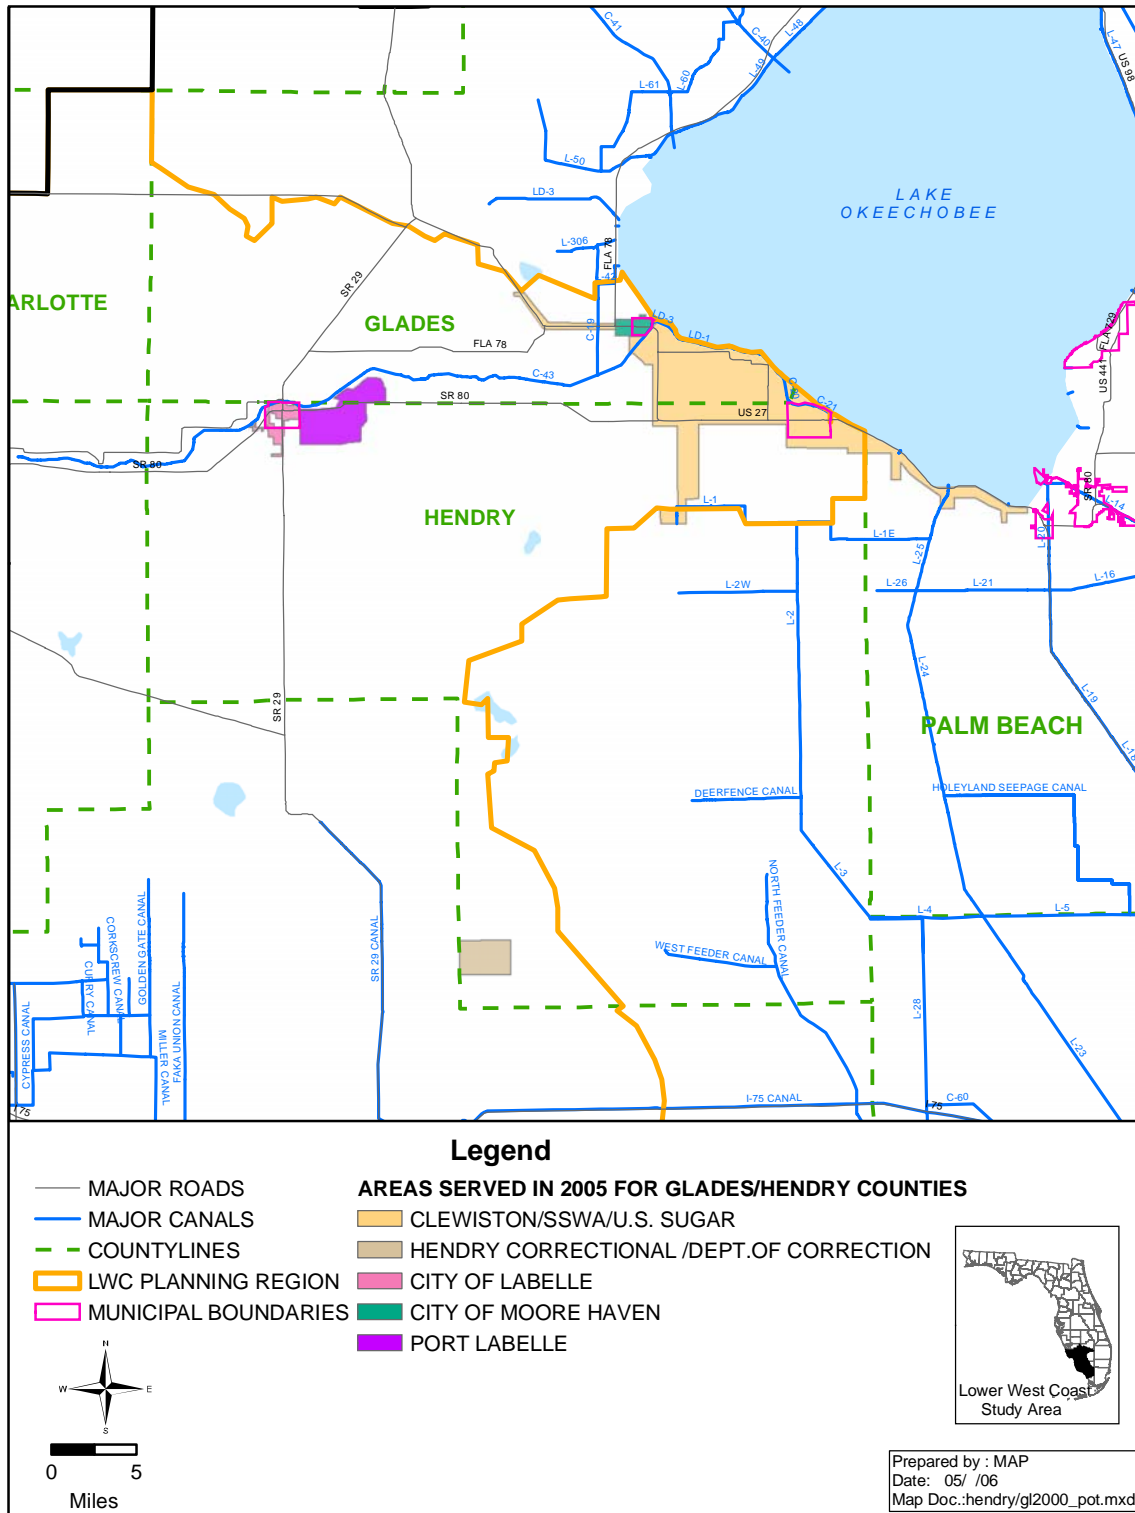 C-41
C-40
L-48
L-47
US 98
L-49
L-60
L-61
L-50
LD-3
LAKE
OKEECHOBEE
L-306
FLA 78
L-42
SR 29
ARLOTTE
GLADES
C-19
LD-3
LD-1
FLA 729
FLA 78
US 441
C-43
SR 80
C-21
US 27
SR 80
SR 80
L-14
L-1
HENDRY
L-20
L-1E
L-25
L-2W
L-26
L-21
L-16
L-2
L-24
SR 29
L-19
PALM BEACH
L-18
DEERFENCE CANAL
HOLEYLAND SEEPAGE CANAL
L-3
NORTH FEEDER CANAL
L-4
L-5
GOLDEN GATE CANAL
CORKSCREW CANAL
CURRY CANAL
SR 29 CANAL
WEST FEEDER CANAL
FAKA UNION CANAL
MILLER CANAL
CYPRESS CANAL
L-28
L-23
I-75
I-75 CANAL
I-75
C-60
Legend
MAJOR ROADS
MAJOR CANALS
COUNTYLINES
LWC PLANNING REGION
MUNICIPAL BOUNDARIES
AREAS SERVED IN 2005 FOR GLADES/HENDRY COUNTIES
CLEWISTON/SSWA/U.S. SUGAR
HENDRY CORRECTIONAL /DEPT.OF CORRECTION
CITY OF LABELLE
CITY OF MOORE HAVEN
PORT LABELLE
N
W E
S
0 5
Miles
Lower West Coast
Study Area
Prepared by : MAP
Date: 05/ /06
Map Doc.:hendry/gl2000_pot.mxd